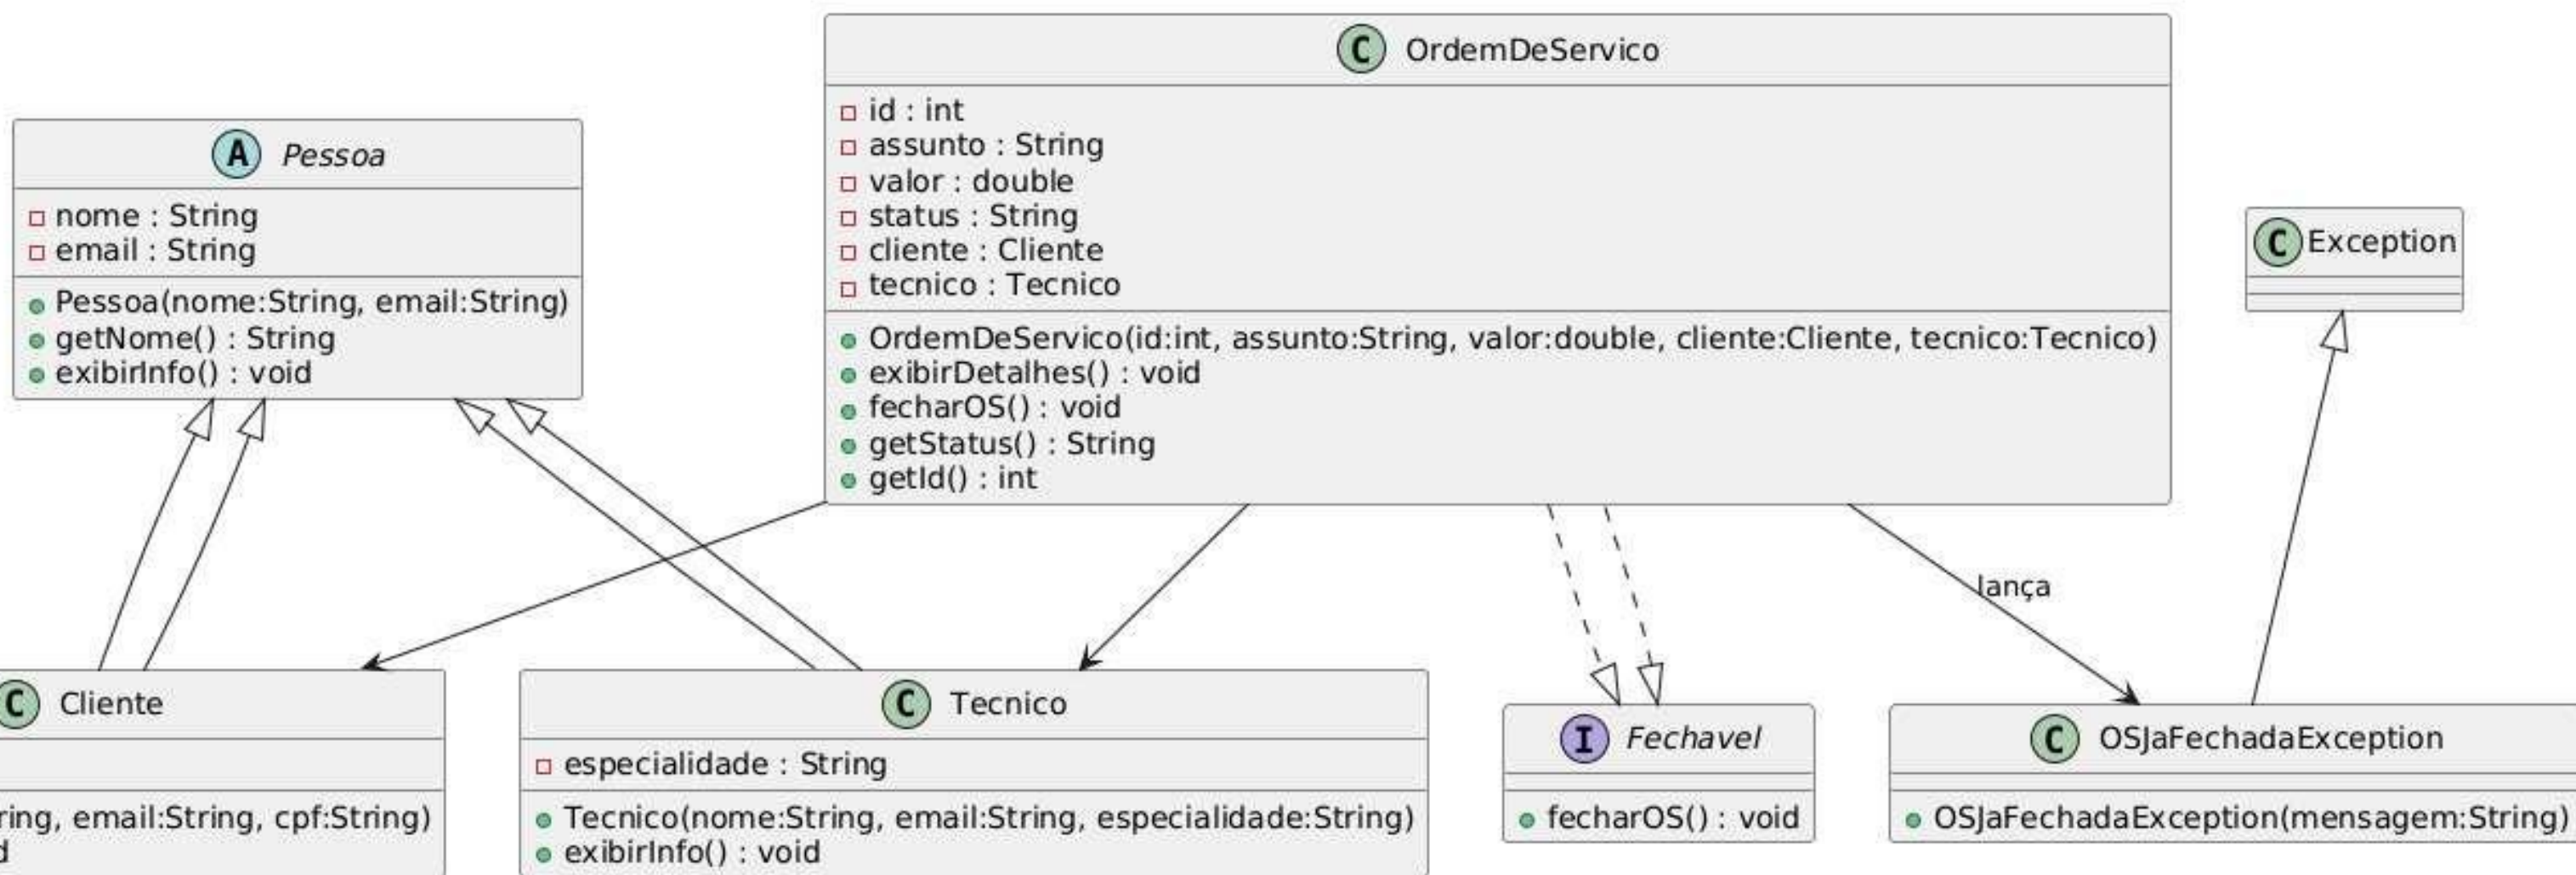 C OrdemDeServico
id : int
assunto : String
valor : double
status : String
cliente : Cliente
tecnico : Tecnico
OrdemDeServico(id:int, assunto:String, valor:double, cliente:Cliente, tecnico:Tecnico)
exibirDetalhes() : void
fecharOS() : void
getStatus() : String
getId() : int
A Pessoa
nome : String
email : String
Pessoa(nome:String, email:String)
getNome() : String
exibirInfo() : void
C Exception
lança
C Cliente
email:String, cpf:String)
C Tecnico
especialidade : String
Tecnico(nome:String, email:String, especialidade:String)
exibirInfo() : void
I Fechavel
fecharOS() : void
C OSJaFechadaException
OSJaFechadaException(mensagem:String)